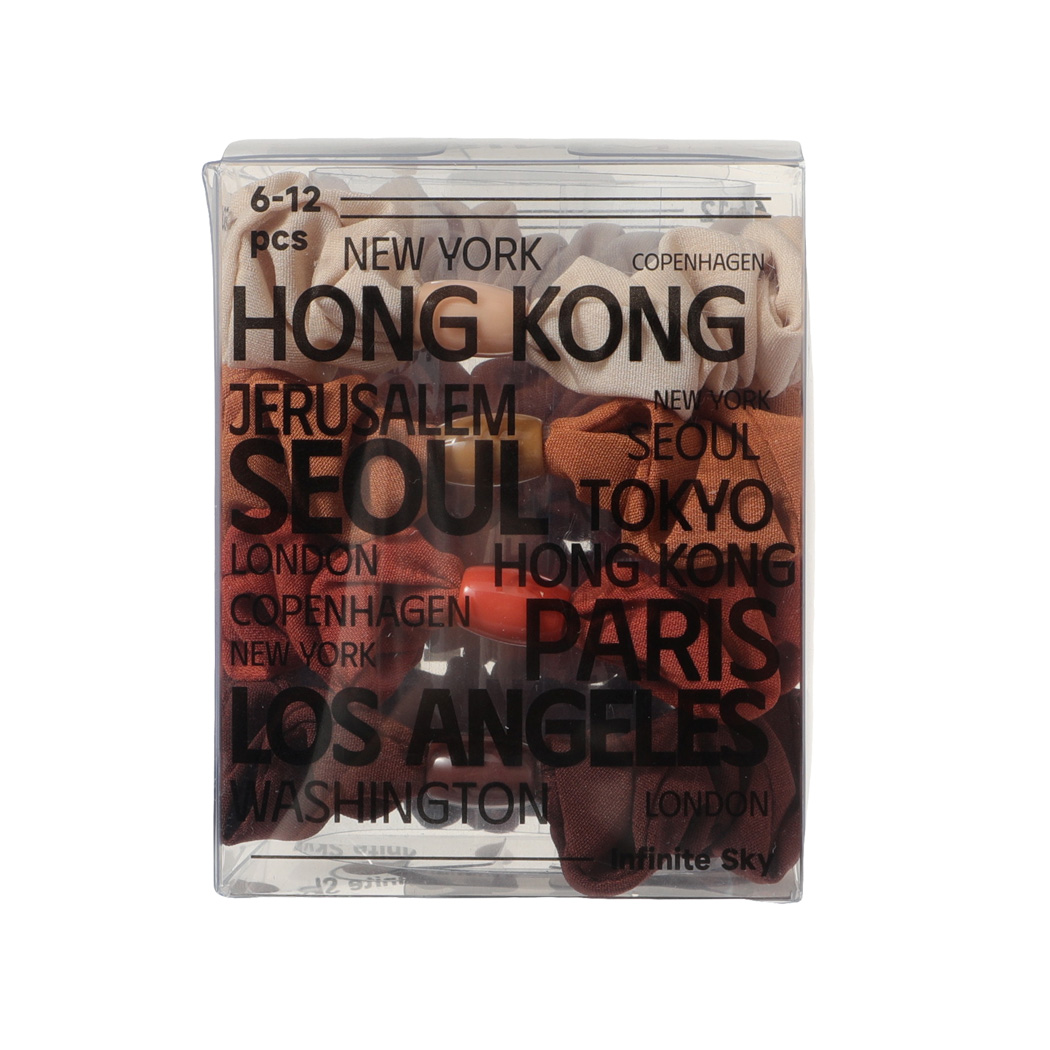 6-12
pcs
NEW YORK
COPENHAGEN
HONG KONG
JERUSALEM
NEW YORK
SEOUL
SEOUL
TOKYO
LONDON
HONG KONG
COPENHAGEN
PARIS
NEW YORK
LOS ANGELES
WASHINGTON
LONDON
Infinite Sky